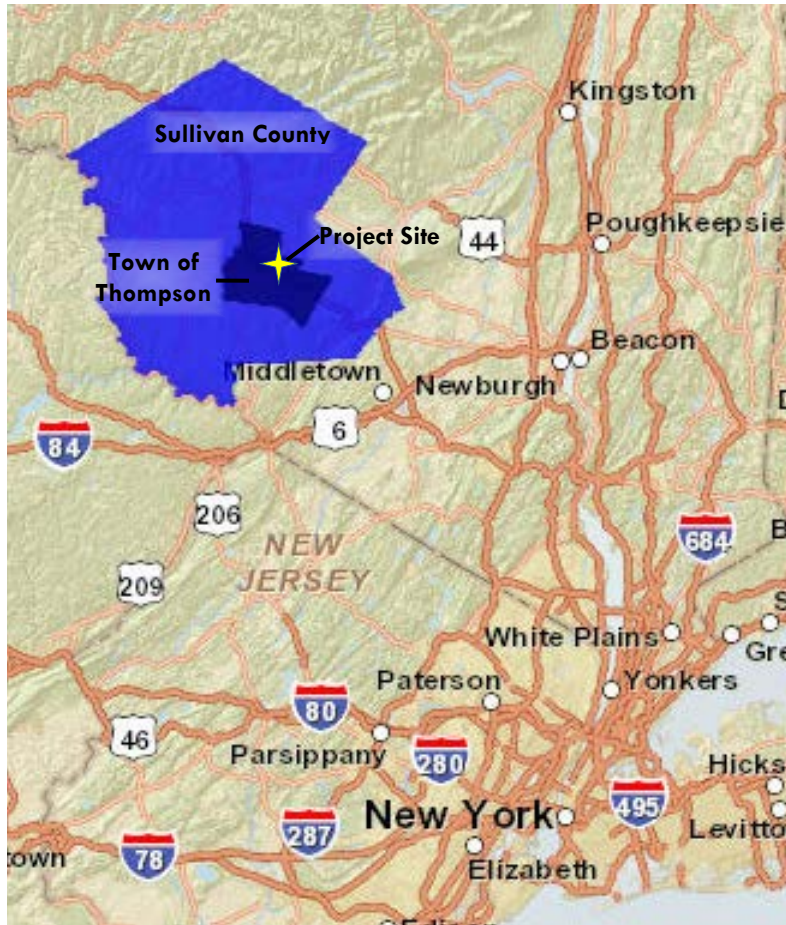 Kingston
Sullivan County
Poughkeepsie
Project Site
44
Town of
Thompson
Beacon
Middletown
Newburgh
6
84
206
684
NEW
JERSEY
209
White Plains
Gre
Paterson
Yonkers
80
46
Parsippany
280
Hicks
495
New York
Levitto
287
town
78
Elizabeth